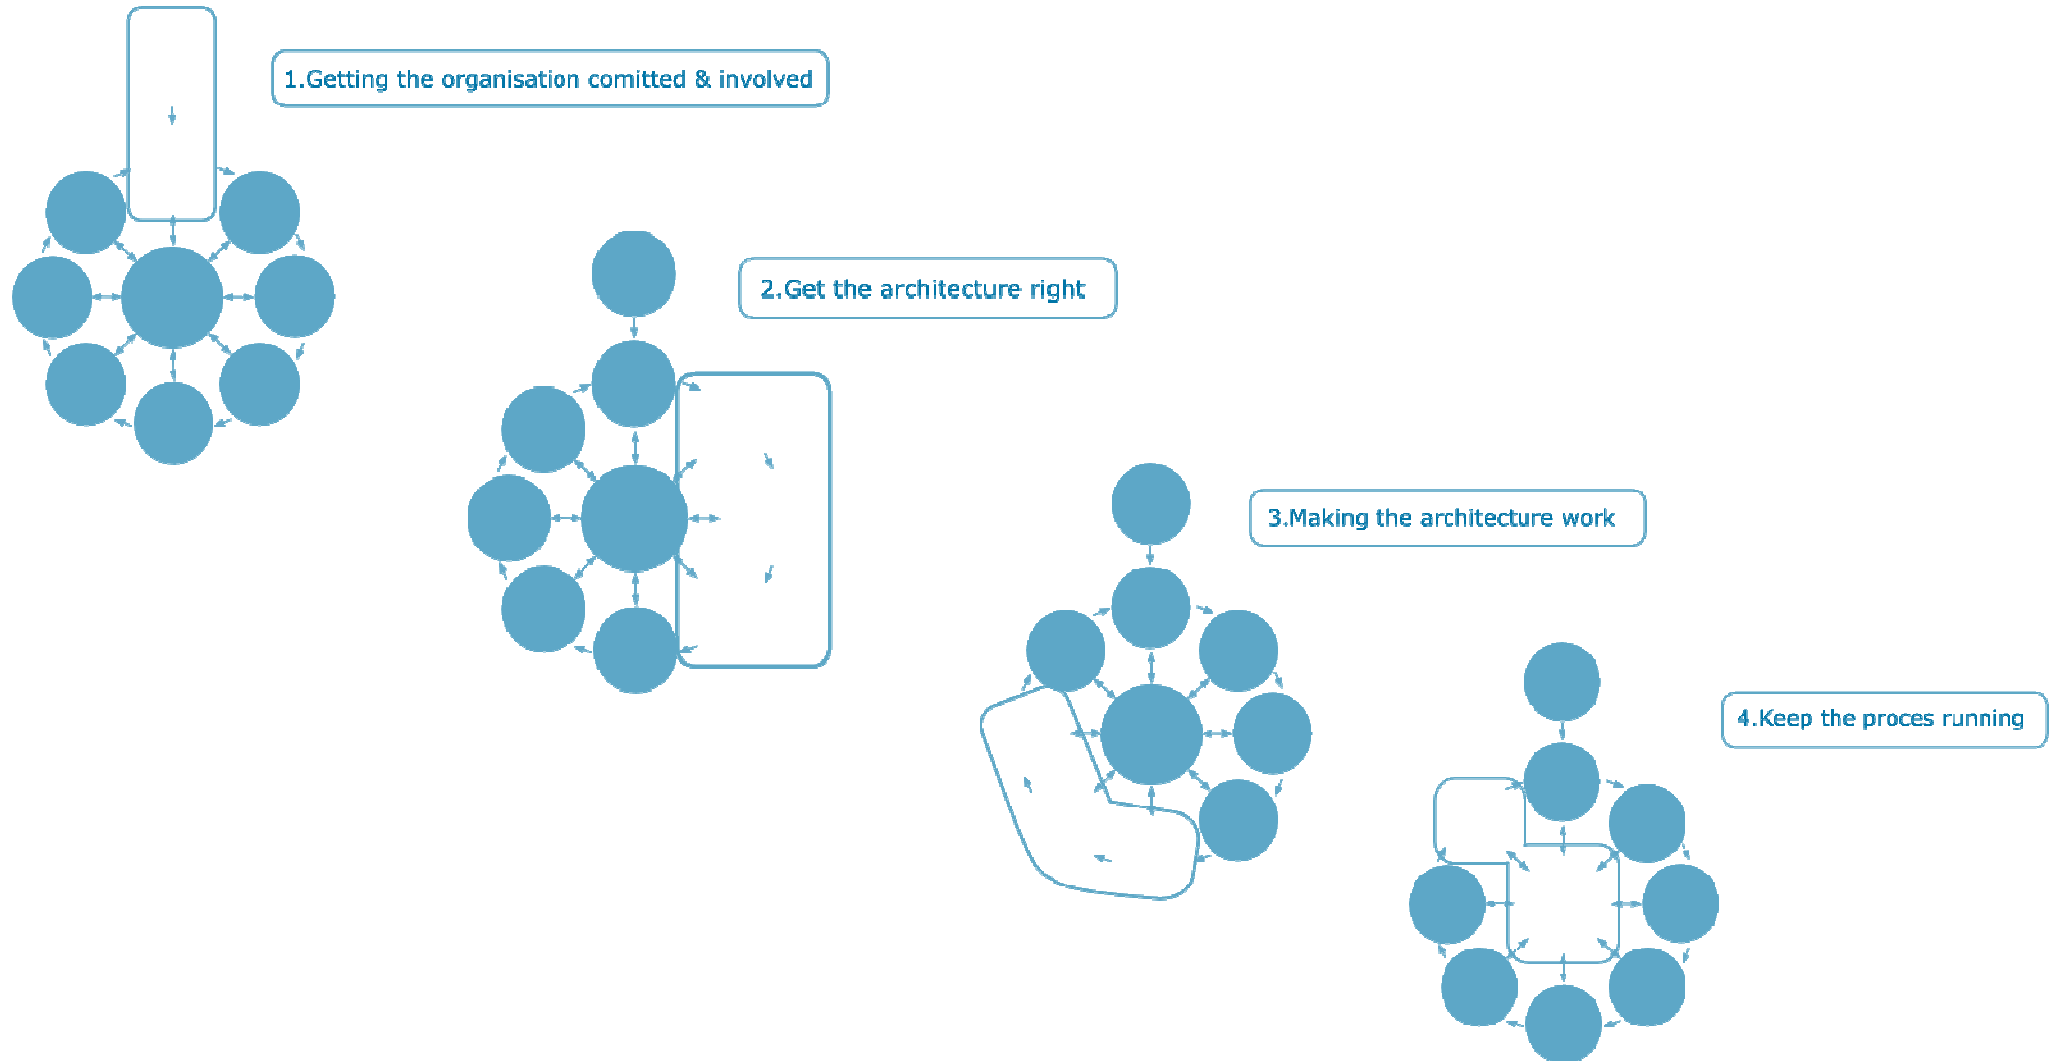 1.Getting the organisation comitted & involved
2.Get the architecture right
3.Making the architecture work
4.Keep the proces running